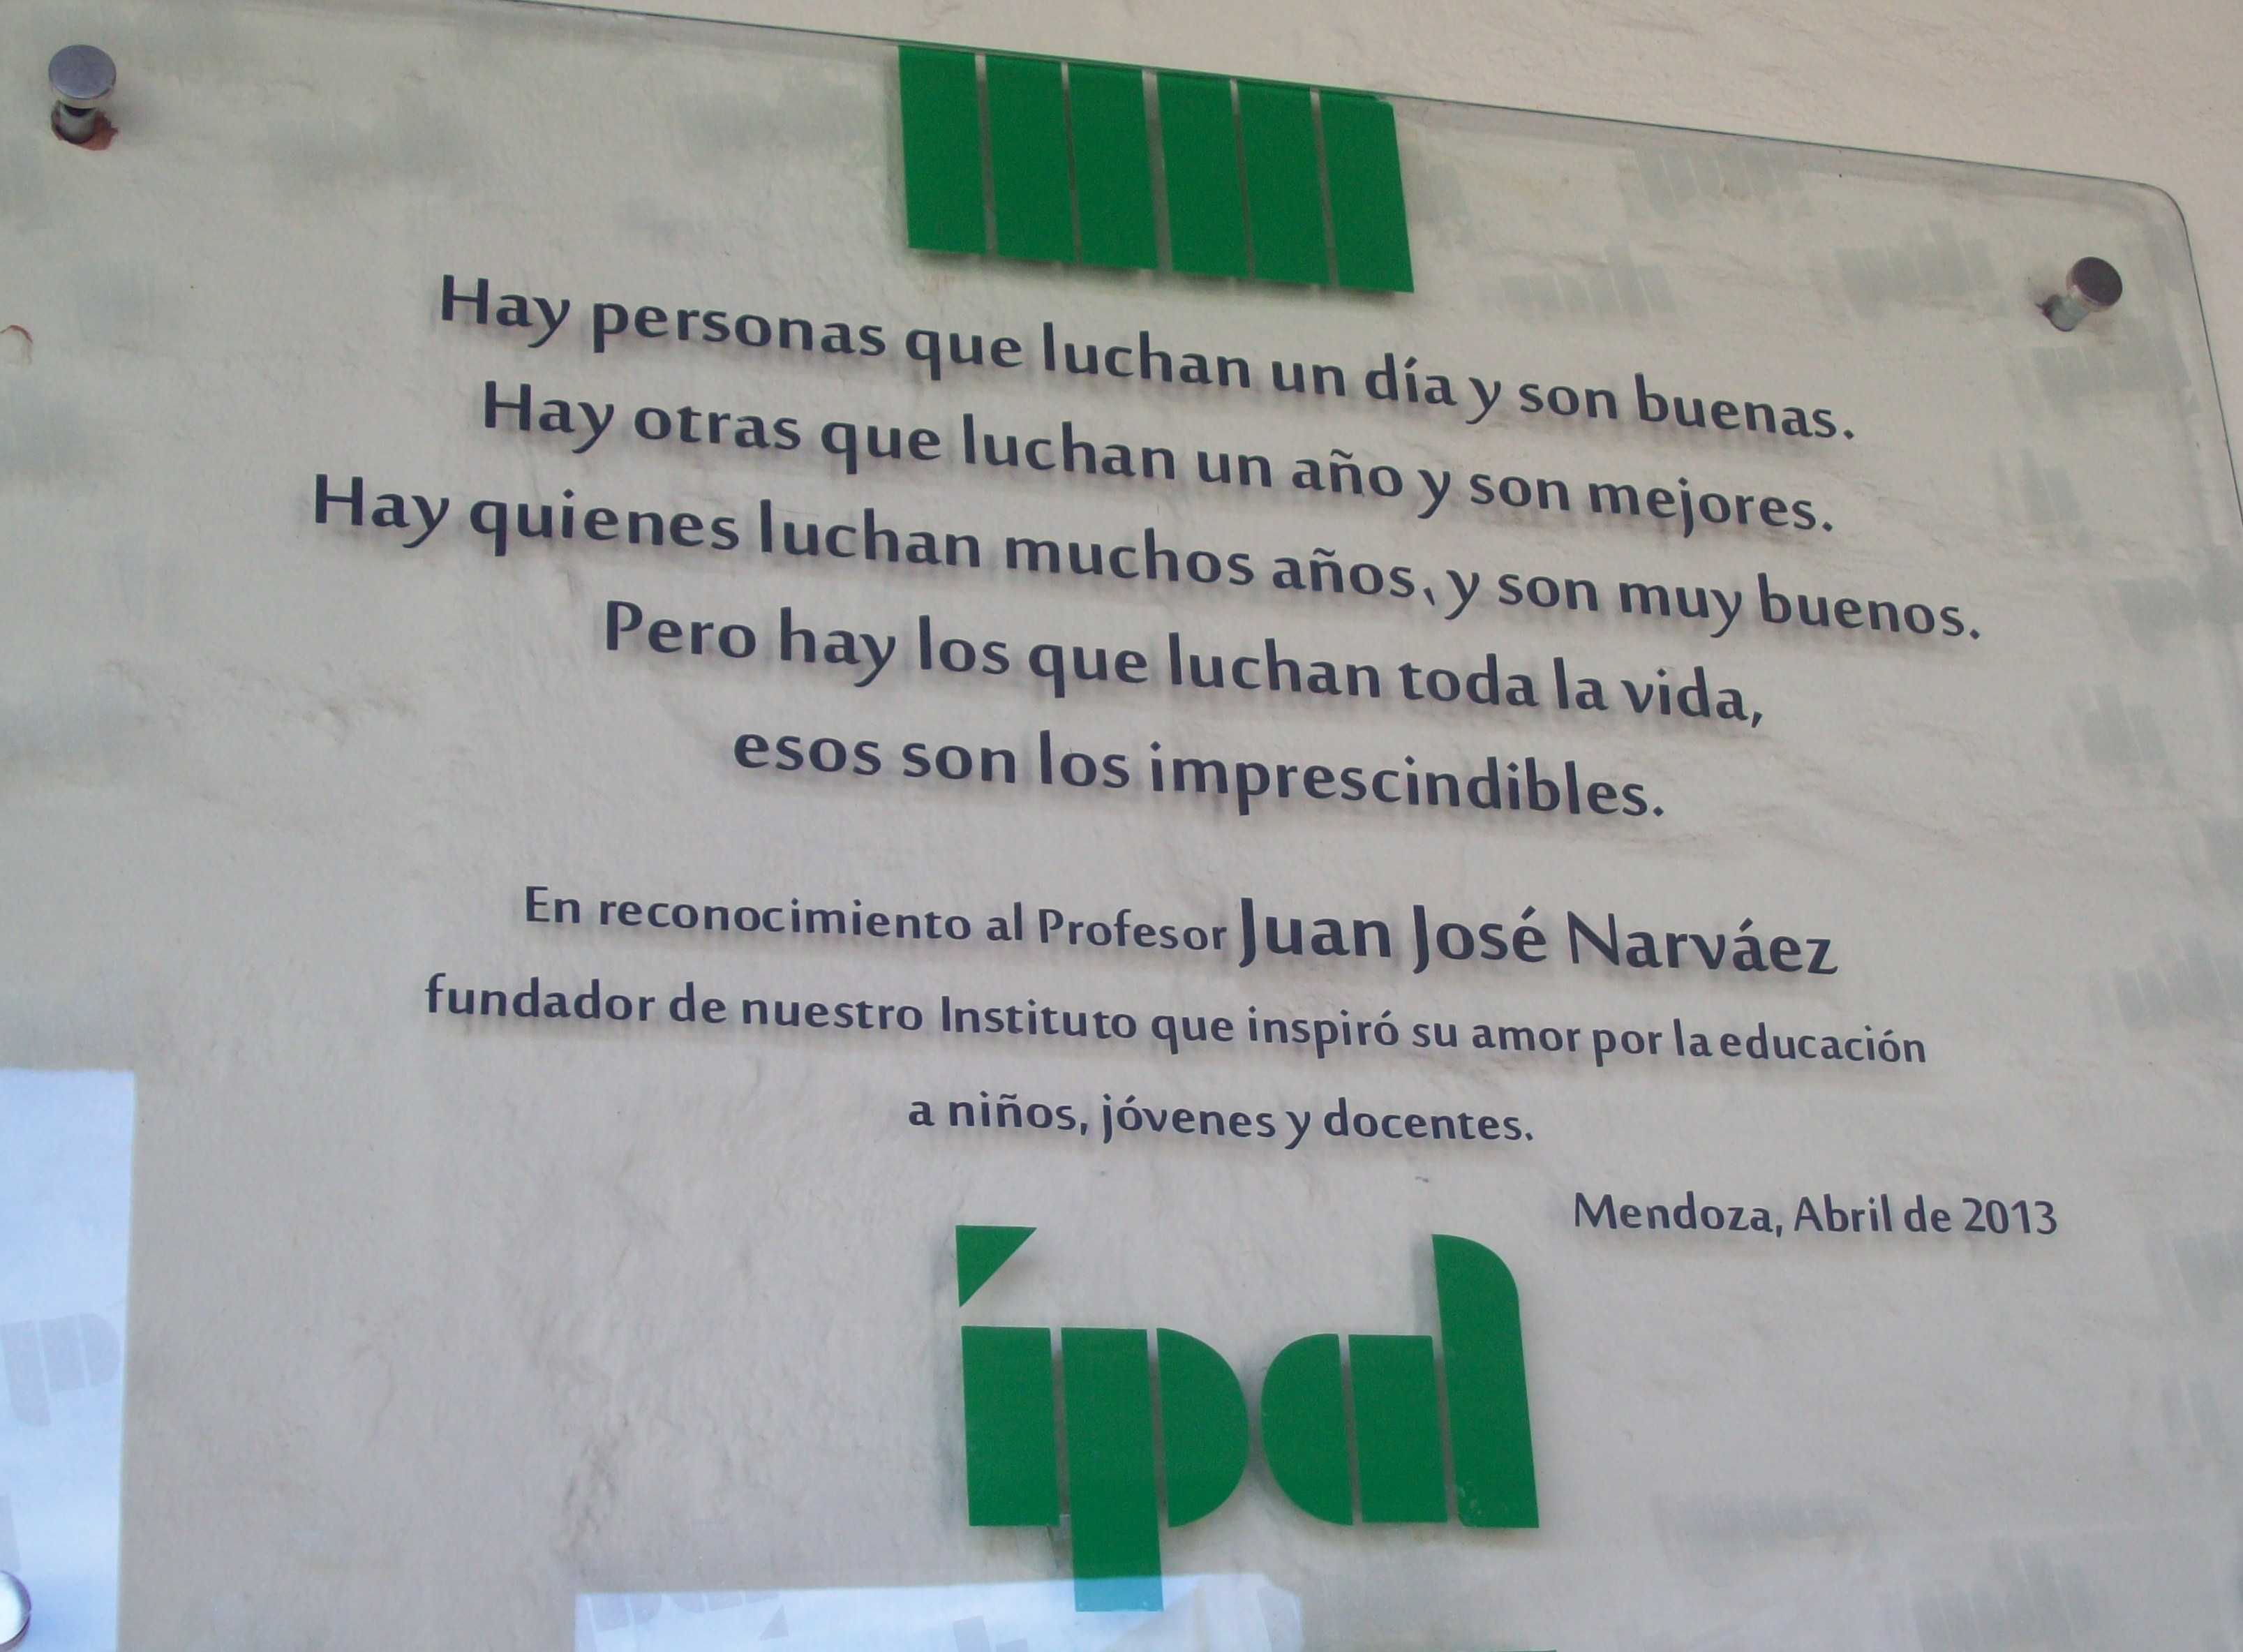 Hay personas que luchan un día y son buenas.
Hay otras que luchan un año y son mejores.
Hay quienes luchan muchos años, y son muy buenos.
Pero hay los que luchan toda la vida,
esos son los imprescindibles.
En reconocimiento al Profesor Juan José Narváez
fundador de nuestro Instituto que inspiró su amor por la educación
a niños, jóvenes y docentes.
Mendoza, Abril de 2013
ipd